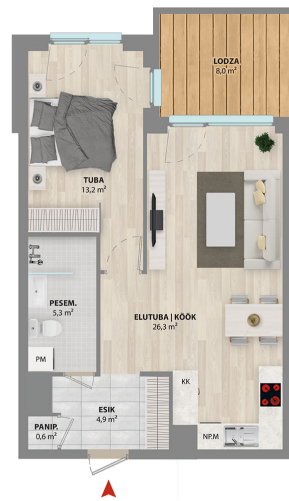 LODZA
8,0 m²
TUBA
13,2 m²
PESEM.
5,3 m²
ELUTUBA | KÖÖK
26,3 m²
PM
KK
ESIK
4,9 m²
PANIP.
0,6 m²
NP.M